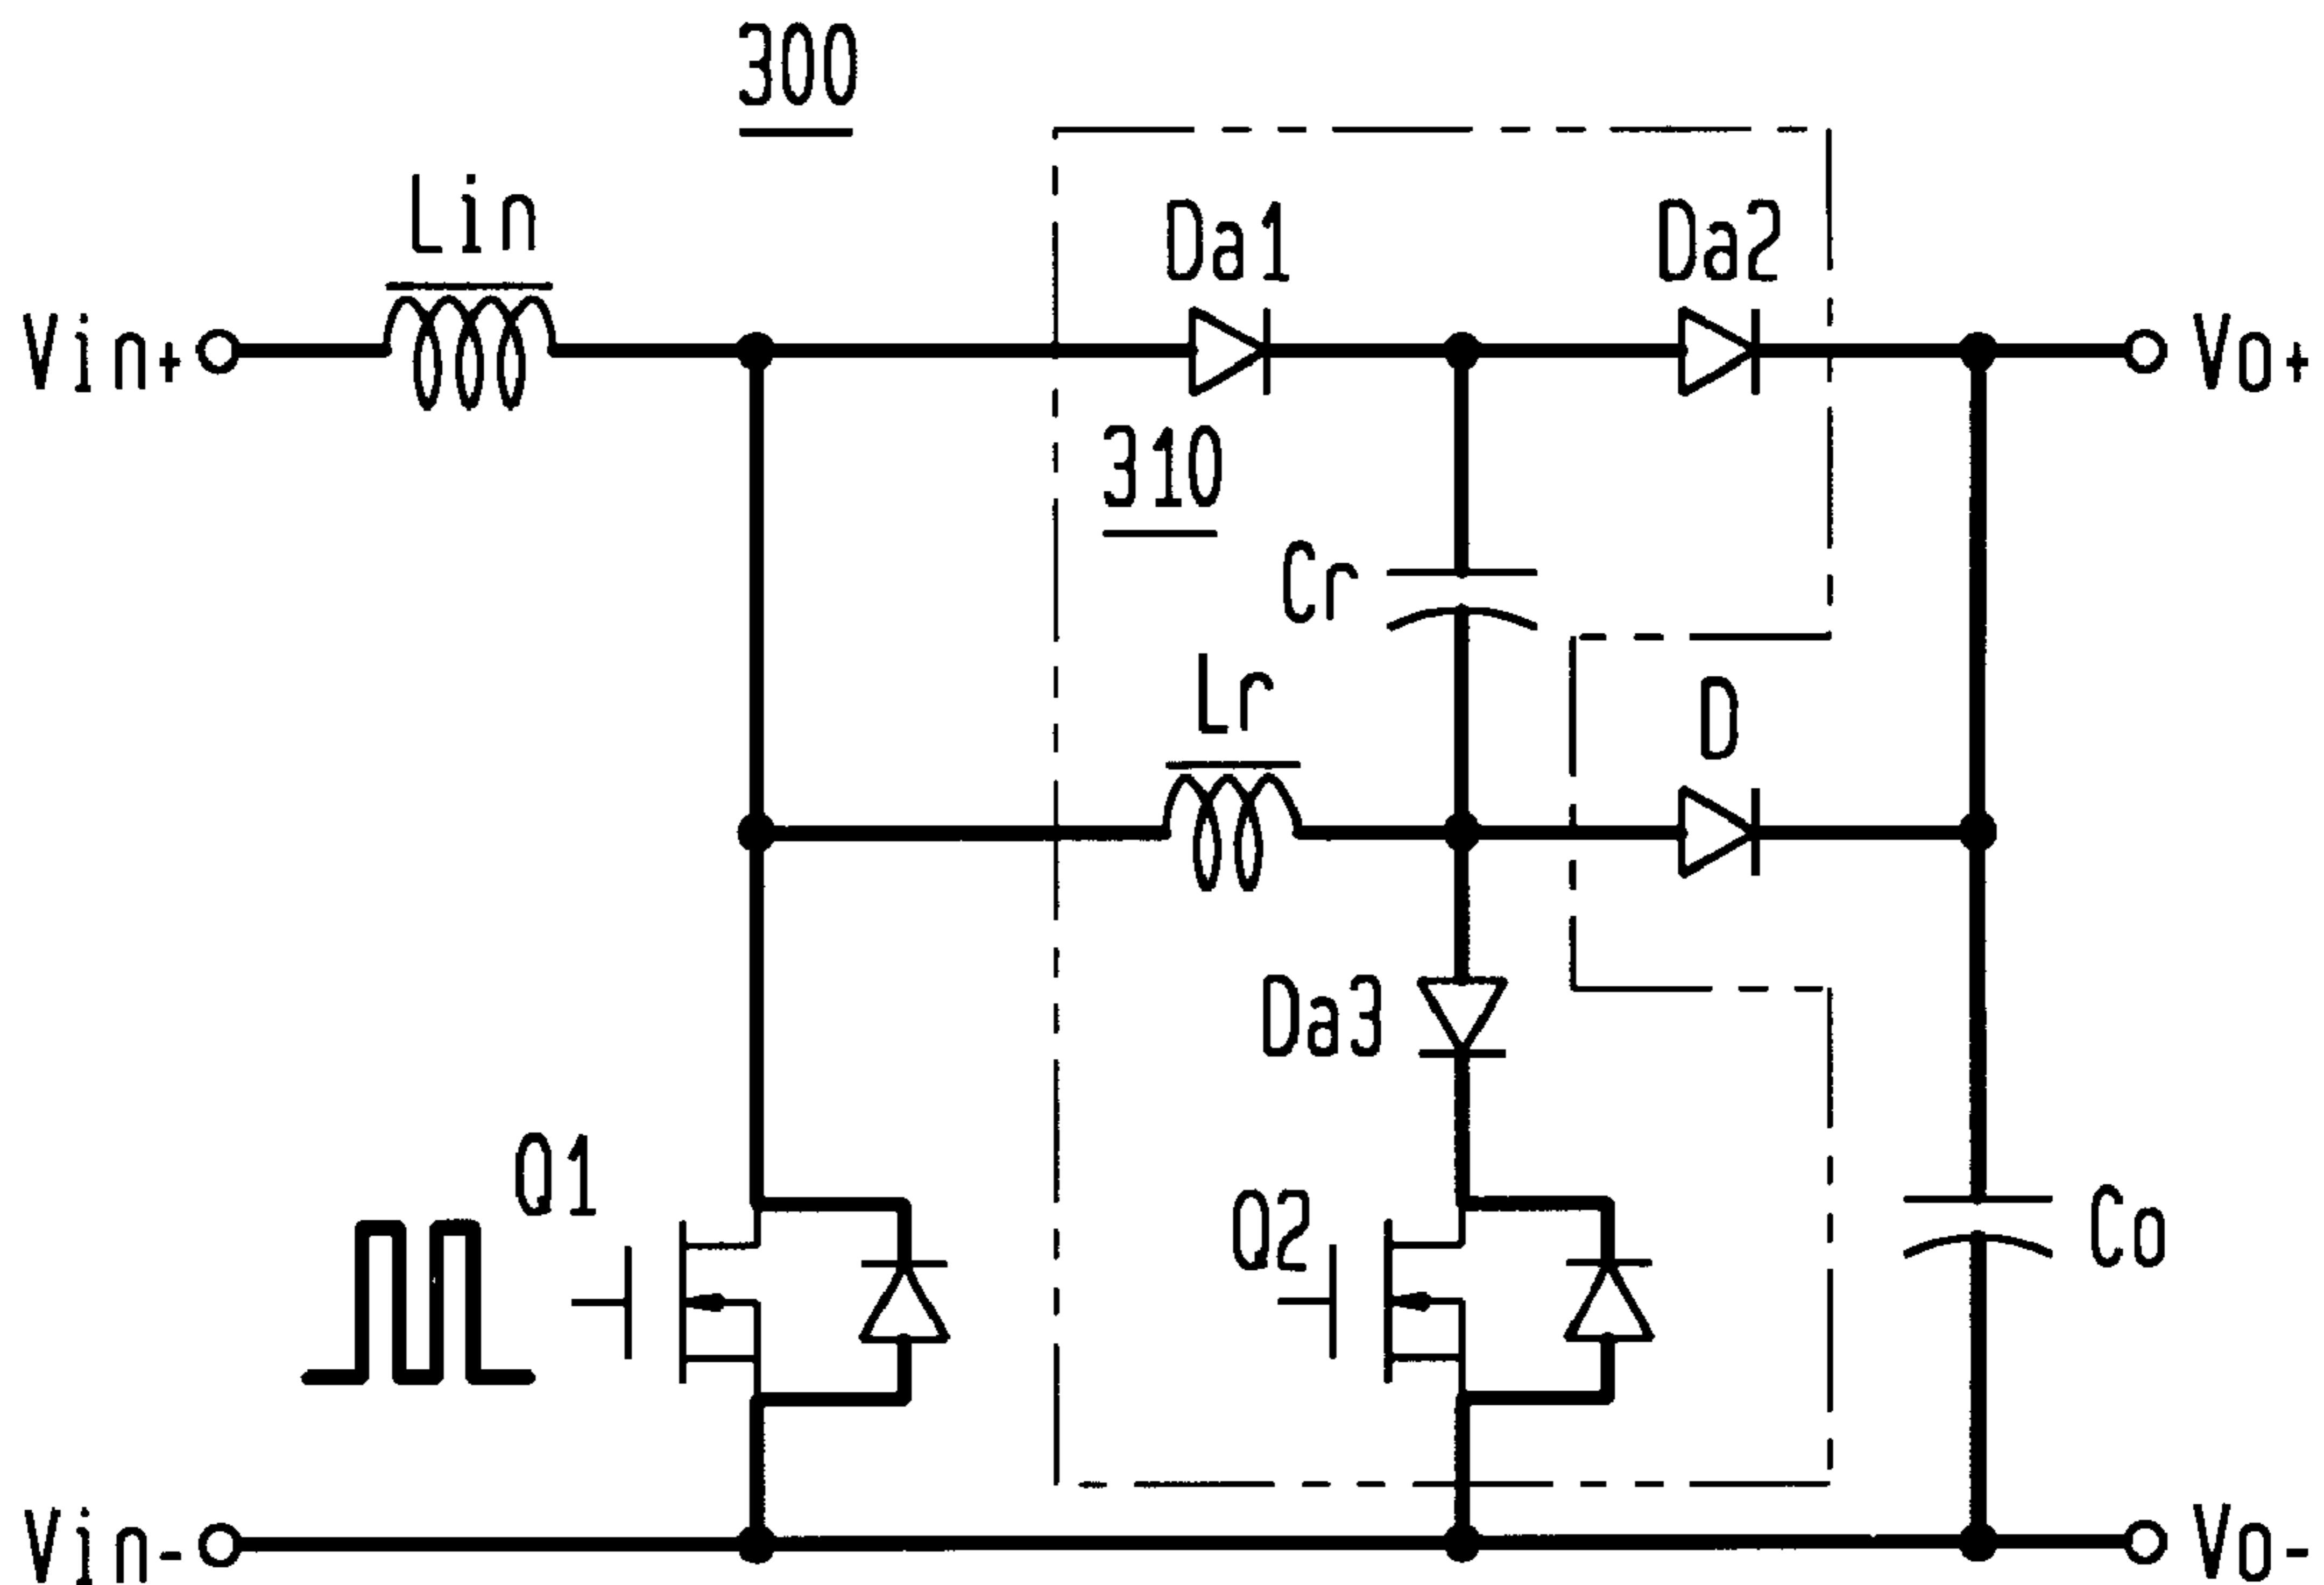 300
Lin
Da1
Da2
Vin+
Vo+
310
Cr
Lr
D
Da3
Q1
Q2
Co
Vin-
Vo-